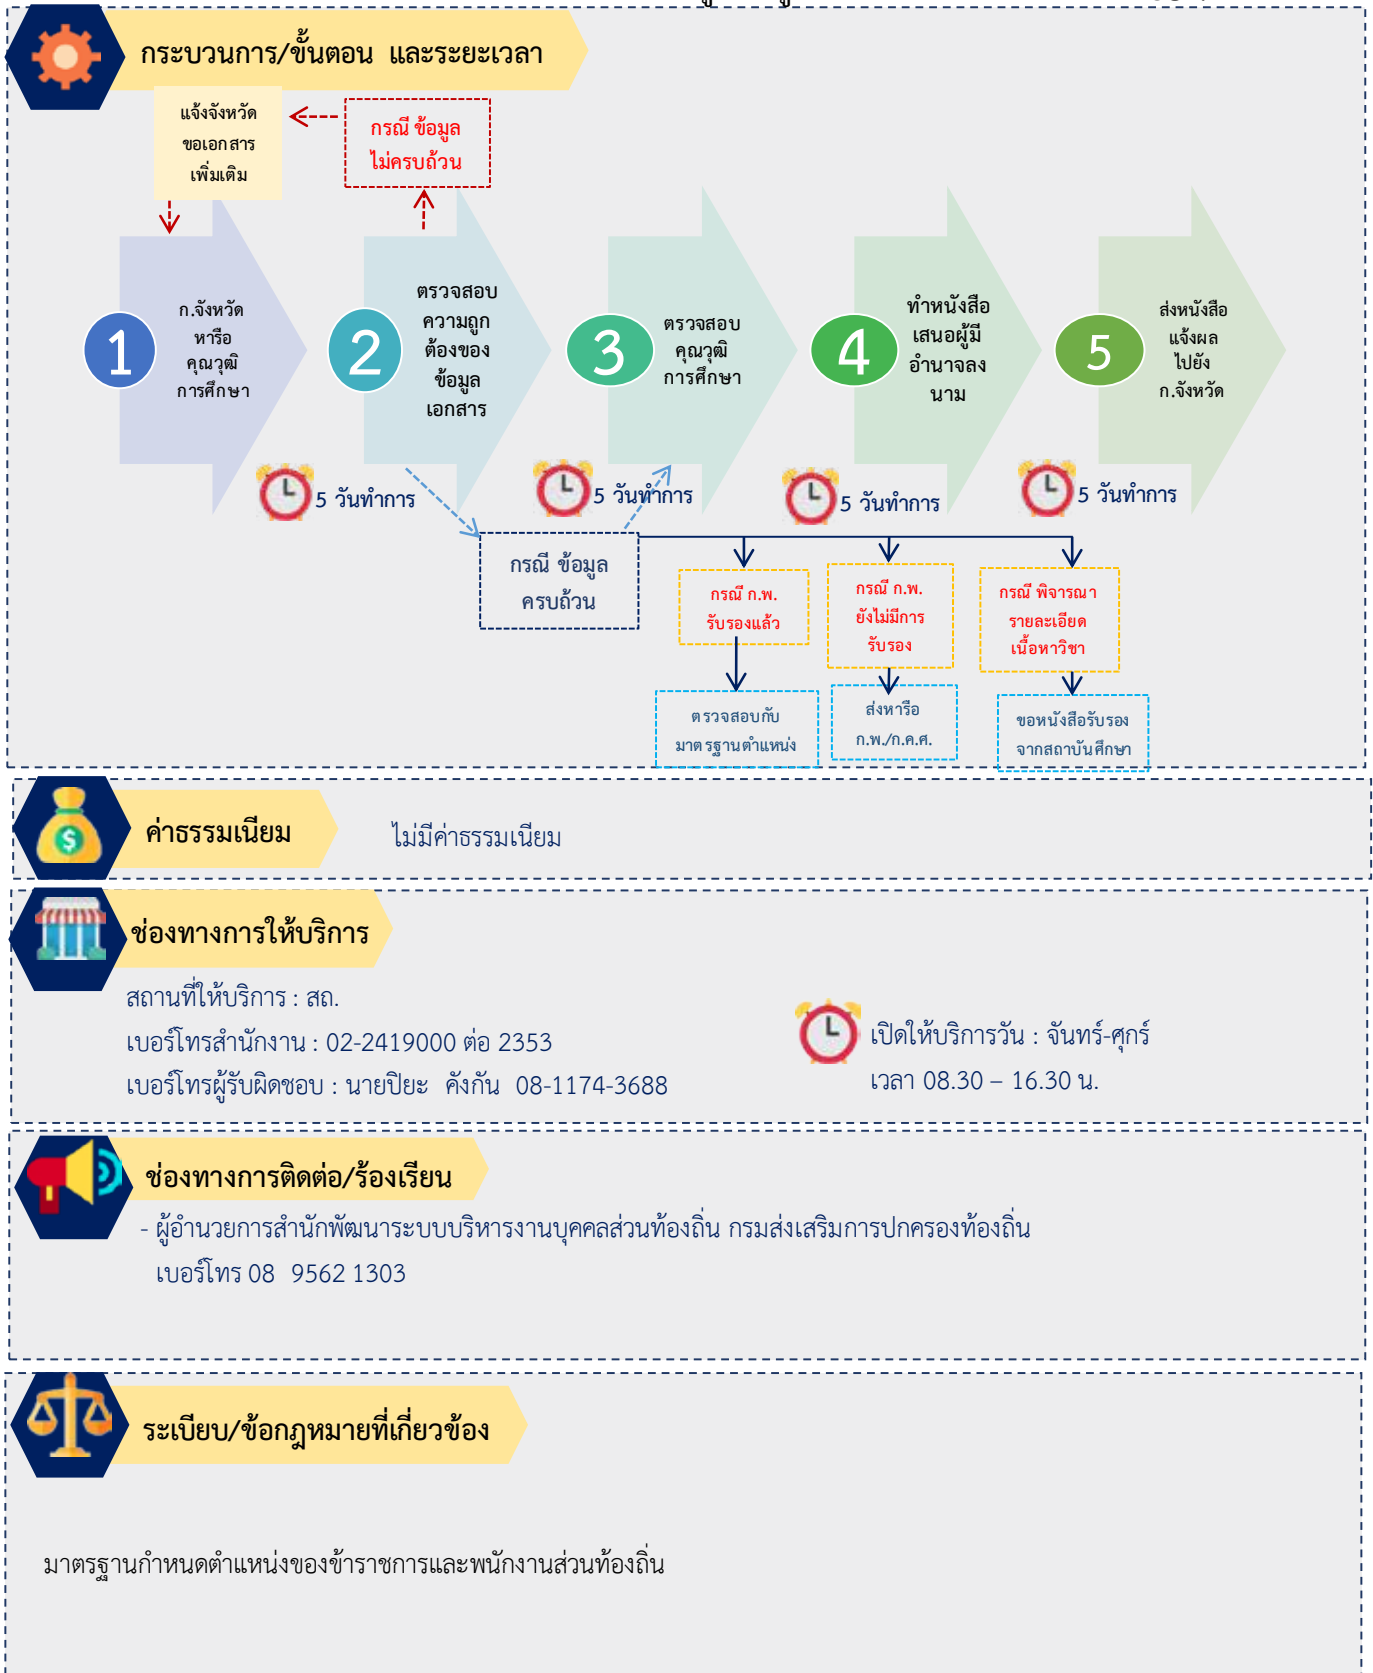 กระบวนการ/ขั้นตอน และระยะเวลา
แจ้งจังหวัด
ขอเอกสาร
เพิ่มเติม
กรณี ข้อมูล
ไม่ครบถ้วน
1
ก.จังหวัด
หารือ
คุณวุฒิ
การศึกษา
2
ตรวจสอบ
ความถูก
ต้องของ
ข้อมูล
เอกสาร
3
ตรวจสอบ
คุณวุฒิ
การศึกษา
4
ทำหนังสือ
เสนอผู้มี
อำนาจลง
นาม
5
ส่งหนังสือ
แจ้งผล
ไปยัง
ก.จังหวัด
5 วันทำการ
5 วันทำการ
5 วันทำการ
5 วันทำการ
กรณี ข้อมูล
ครบถ้วน
กรณี ก.พ.
รับรองแล้ว
กรณี ก.พ.
ยังไม่มีการ
รับรอง
กรณี พิจารณา
รายละเอียด
เนื้อหาวิชา
ตรวจสอบกับ
มาตรฐานตำแหน่ง
ส่งหารือ
ก.พ./ก.ค.ศ.
ขอหนังสือรับรอง
จากสถาบันศึกษา
ค่าธรรมเนียม
ไม่มีค่าธรรมเนียม
ช่องทางการให้บริการ
สถานที่ให้บริการ : สถ.
เบอร์โทรสำนักงาน : 02-2419000 ต่อ 2353
เบอร์โทรผู้รับผิดชอบ : นายปิยะ คังกัน 08-1174-3688
เปิดให้บริการวัน : จันทร์-ศุกร์
เวลา 08.30 – 16.30 น.
ช่องทางการติดต่อ/ร้องเรียน
- ผู้อำนวยการสำนักพัฒนาระบบบริหารงานบุคคลส่วนท้องถิ่น กรมส่งเสริมการปกครองท้องถิ่น
เบอร์โทร 08 9562 1303
ระเบียบ/ข้อกฎหมายที่เกี่ยวข้อง
มาตรฐานกำหนดตำแหน่งของข้าราชการและพนักงานส่วนท้องถิ่น